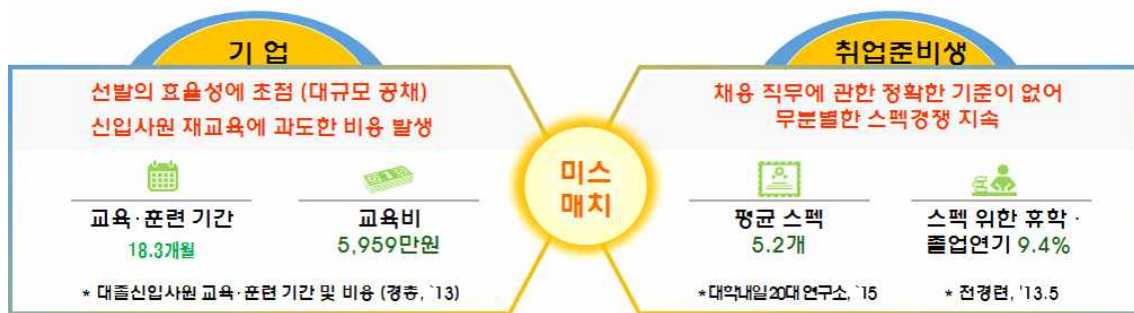 기 업
선발의 효율성에 초점 (대규모 공채)
신입사원 재교육에 과도한 비용 발생
교육·훈련 기간
18.3개월
교육비
5,959만원
* 대졸신입사원 교육·훈련 기간 및 비용 (경총, `13)
미스
매치
취업준비생
채용 직무에 관한 정확한 기준이 없어
무분별한 스펙경쟁 지속
평균 스펙
5.2개
스펙 위한 휴학·
졸업연기 9.4%
*대학내일20대연구소, `15
* 전경련, '13.5